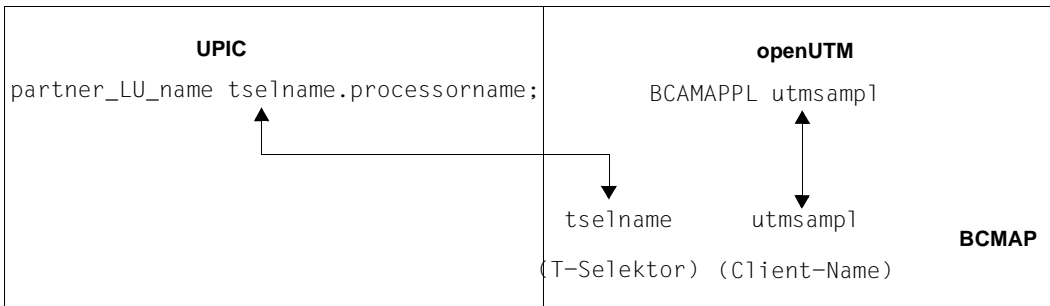 UPIC
openUTM
partner_LU_name tselname.processorname;
BCAMAPPL utmsampl
tselname
utmsampl
BCMAP
(T-Selektor)
(Client-Name)